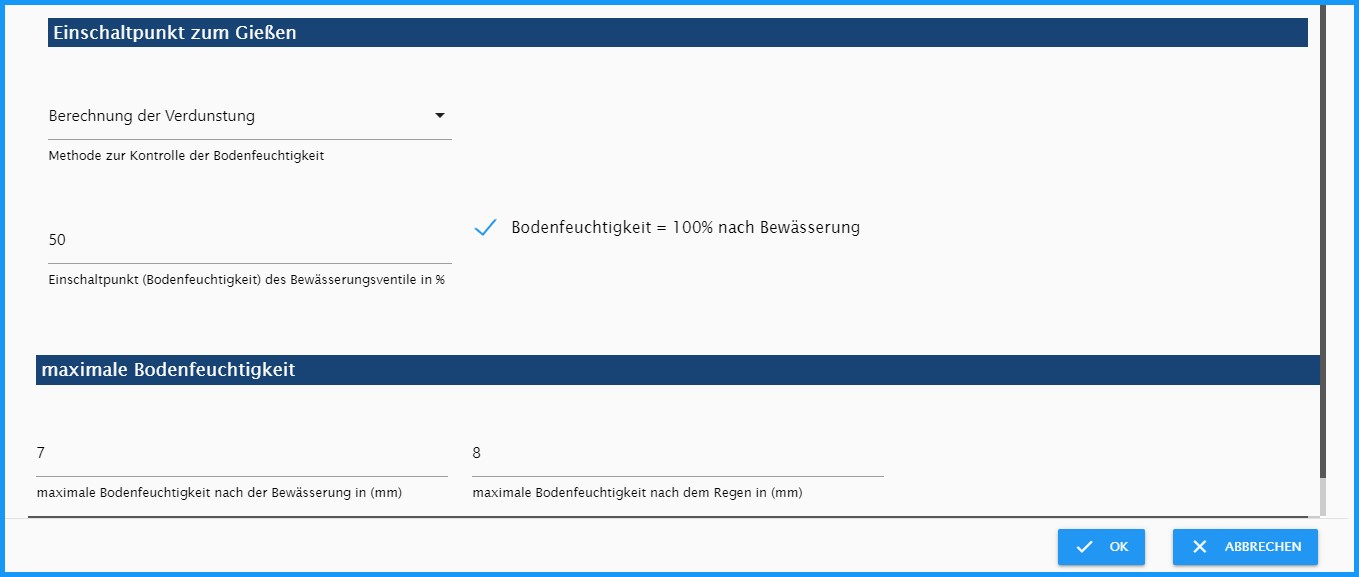 Einschaltpunkt zum Gießen
Berechnung der Verdunstung
Methode zur Kontrolle der Bodenfeuchtigkeit
50
Bodenfeuchtigkeit = 100% nach Bewässerung
Einschaltpunkt (Bodenfeuchtigkeit) des Bewässerungsventile in %
maximale Bodenfeuchtigkeit
7
8
maximale Bodenfeuchtigkeit nach der Bewässerung in (mm)
maximale Bodenfeuchtigkeit nach dem Regen in (mm)
OK
ABBRECHEN